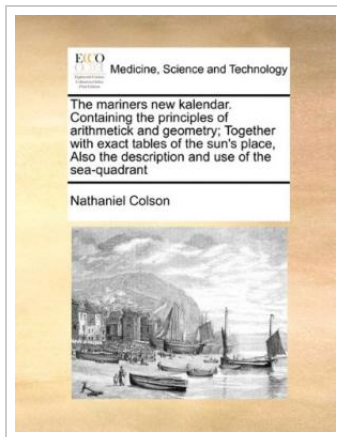 ECCO
Medicine, Science and Technology
The mariners new kalendar.
Containing the principles of
arithmetick and geometry; Together
with exact tables of the sun's place,
Also the description and use of the
sea-quadrant
Nathaniel Colson